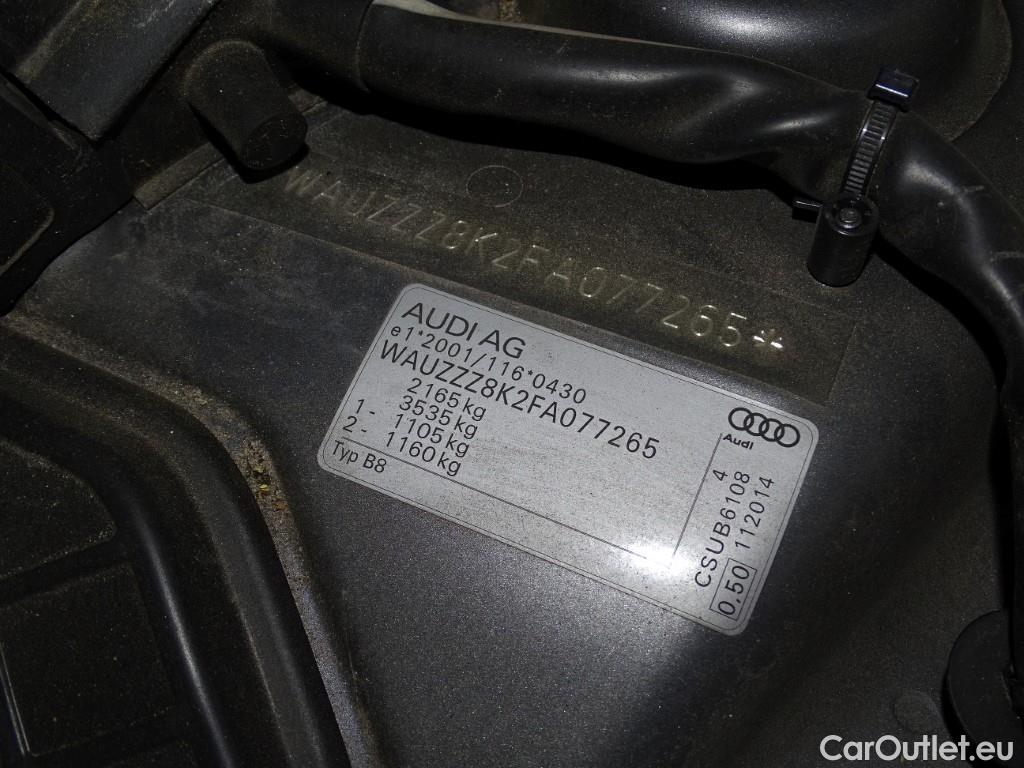 WAUZZZ8K2FA077265*
AUDI AG
e1*2001/116*0430
WAUZZZ8K2FA077265
2165 kg
1- 3535 kg
2- 1105 kg
1160 kg
Typ B8
Audi
4
CSUB6108
0.50 112014
CarOutlet.eu